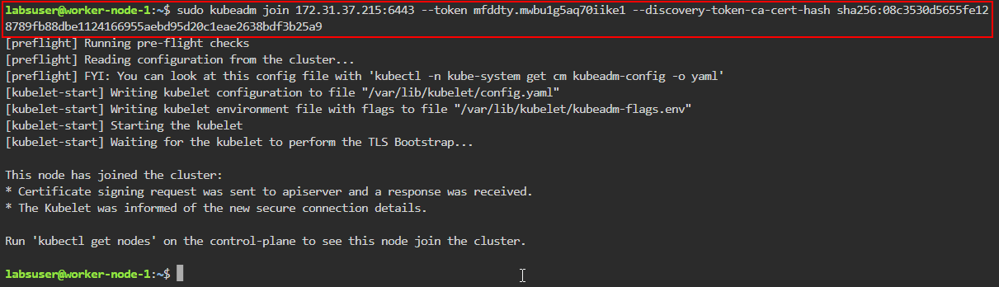 labsuser@worker-node-1:~$ sudo kubeadm join 172.31.37.215:6443 --token mfddty.mwbu1g5aq70iike1 --discovery-token-ca-cert-hash sha256:08c3530d5655fe12
8789fb88dbe1124166955aebd95d20c1eae2638bdf3b25a9
[preflight] Running pre-flight checks
[preflight] Reading configuration from the cluster...
[preflight] FYI: You can look at this config file with 'kubectl -n kube-system get cm kubeadm-config -o yaml'
[kubelet-start] Writing kubelet configuration to file "/var/lib/kubelet/config.yaml"
[kubelet-start] Writing kubelet environment file with flags to file "/var/lib/kubelet/kubeadm-flags.env"
[kubelet-start] Starting the kubelet
[kubelet-start] Waiting for the kubelet to perform the TLS Bootstrap...
This node has joined the cluster:
* Certificate signing request was sent to apiserver and a response was received.
* The Kubelet was informed of the new secure connection details.
Run 'kubectl get nodes' on the control-plane to see this node join the cluster.
labsuser@worker-node-1:~$